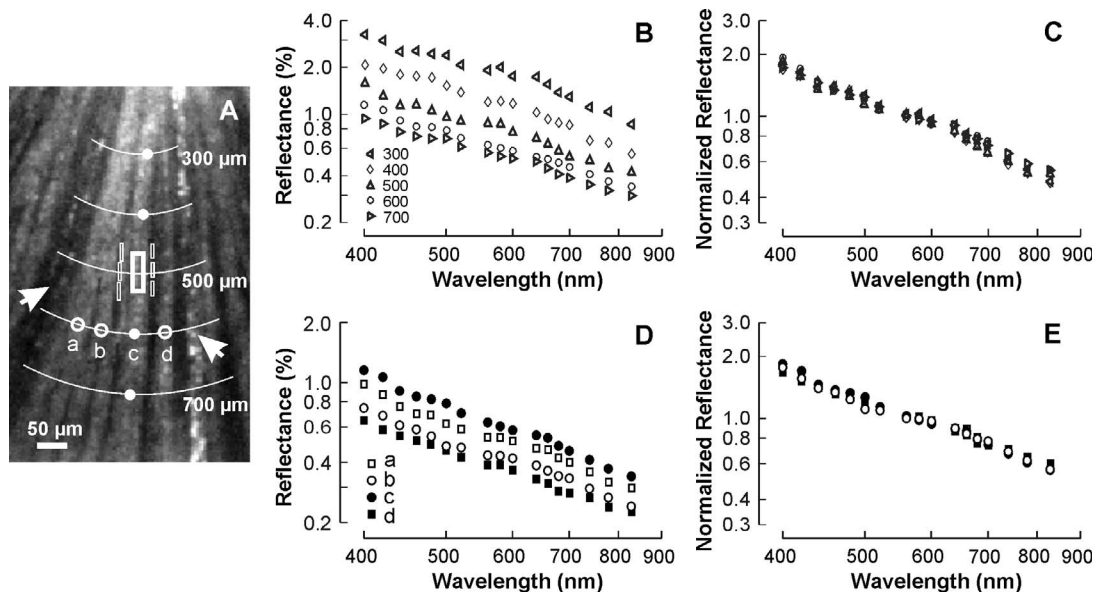 A
300 µm
500 µm
a b c d
700 µm
50 µm
B
Reflectance (%)
4.0
2.0
1.0
0.8
0.6
0.4
0.2
300
400
500
600
700
400 500 600 700 800 900
Wavelength (nm)
C
Normalized Reflectance
3.0
2.0
1.0
0.8
0.6
0.4
0.3
400 500 600 700 800 900
Wavelength (nm)
D
Reflectance (%)
2.0
1.0
0.8
0.6
0.4
0.2
a
b
c
d
400 500 600 700 800 900
Wavelength (nm)
E
Normalized Reflectance
3.0
2.0
1.0
0.8
0.6
0.4
0.3
400 500 600 700 800 900
Wavelength (nm)